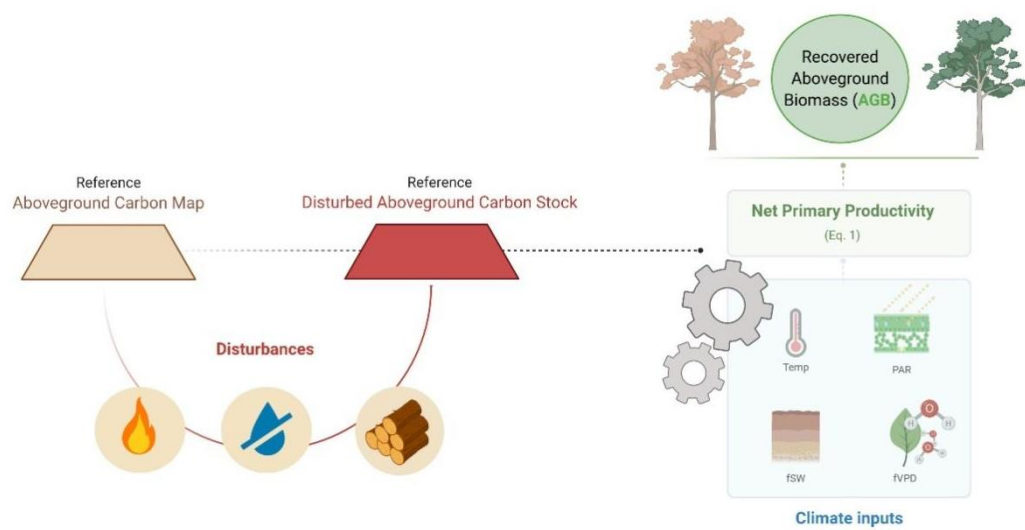 Reference
Aboveground Carbon Map
Reference
Disturbed Aboveground Carbon Stock
Disturbances
Recovered
Aboveground
Biomass (AGB)
Net Primary Productivity
(Eq. 1)
Temp
PAR
fSW
fVPD
H
O
H
O
H
H
O
H
Climate inputs